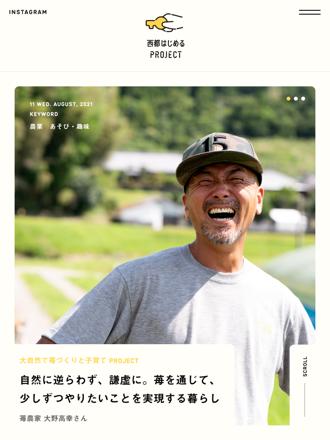 INSTAGRAM
西都はじめる
PROJECT
11 WED. AUGUST, 2021
KEYWORD
農業 あそび・趣味
15
大自然で苺づくりと子育て PROJECT
自然に逆らわず、謙虚に。苺を通じて、
少しずつやりたいことを実現する暮らし
苺農家 大野高幸さん
SCROLL